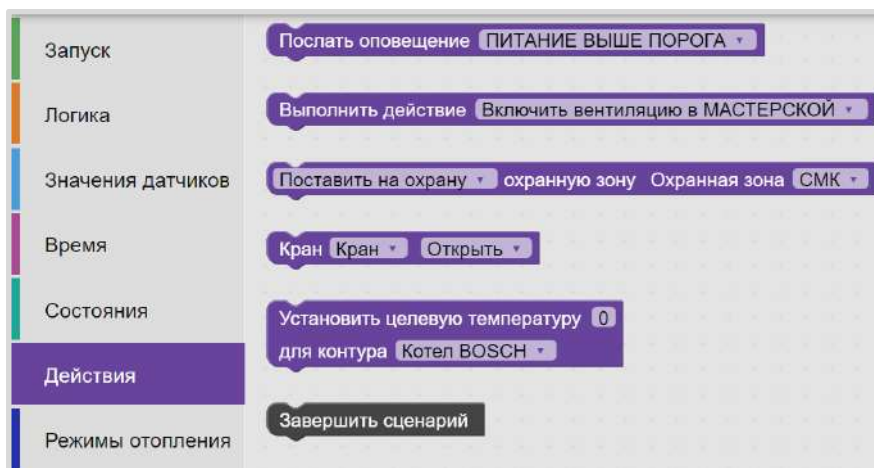 Запуск
Логика
Значения датчиков
Время
Состояния
Действия
Режимы отопления
Послать оповещение ПИТАНИЕ ВЫШЕ ПОРОГА
Выполнить действие Включить вентиляцию в МАСТЕРСКОЙ
Поставить на охрану охранную зону Охранная зона СМК
Кран Кран Открыть
Установить целевую температуру 0
для контура Котел BOSCH
Завершить сценарий